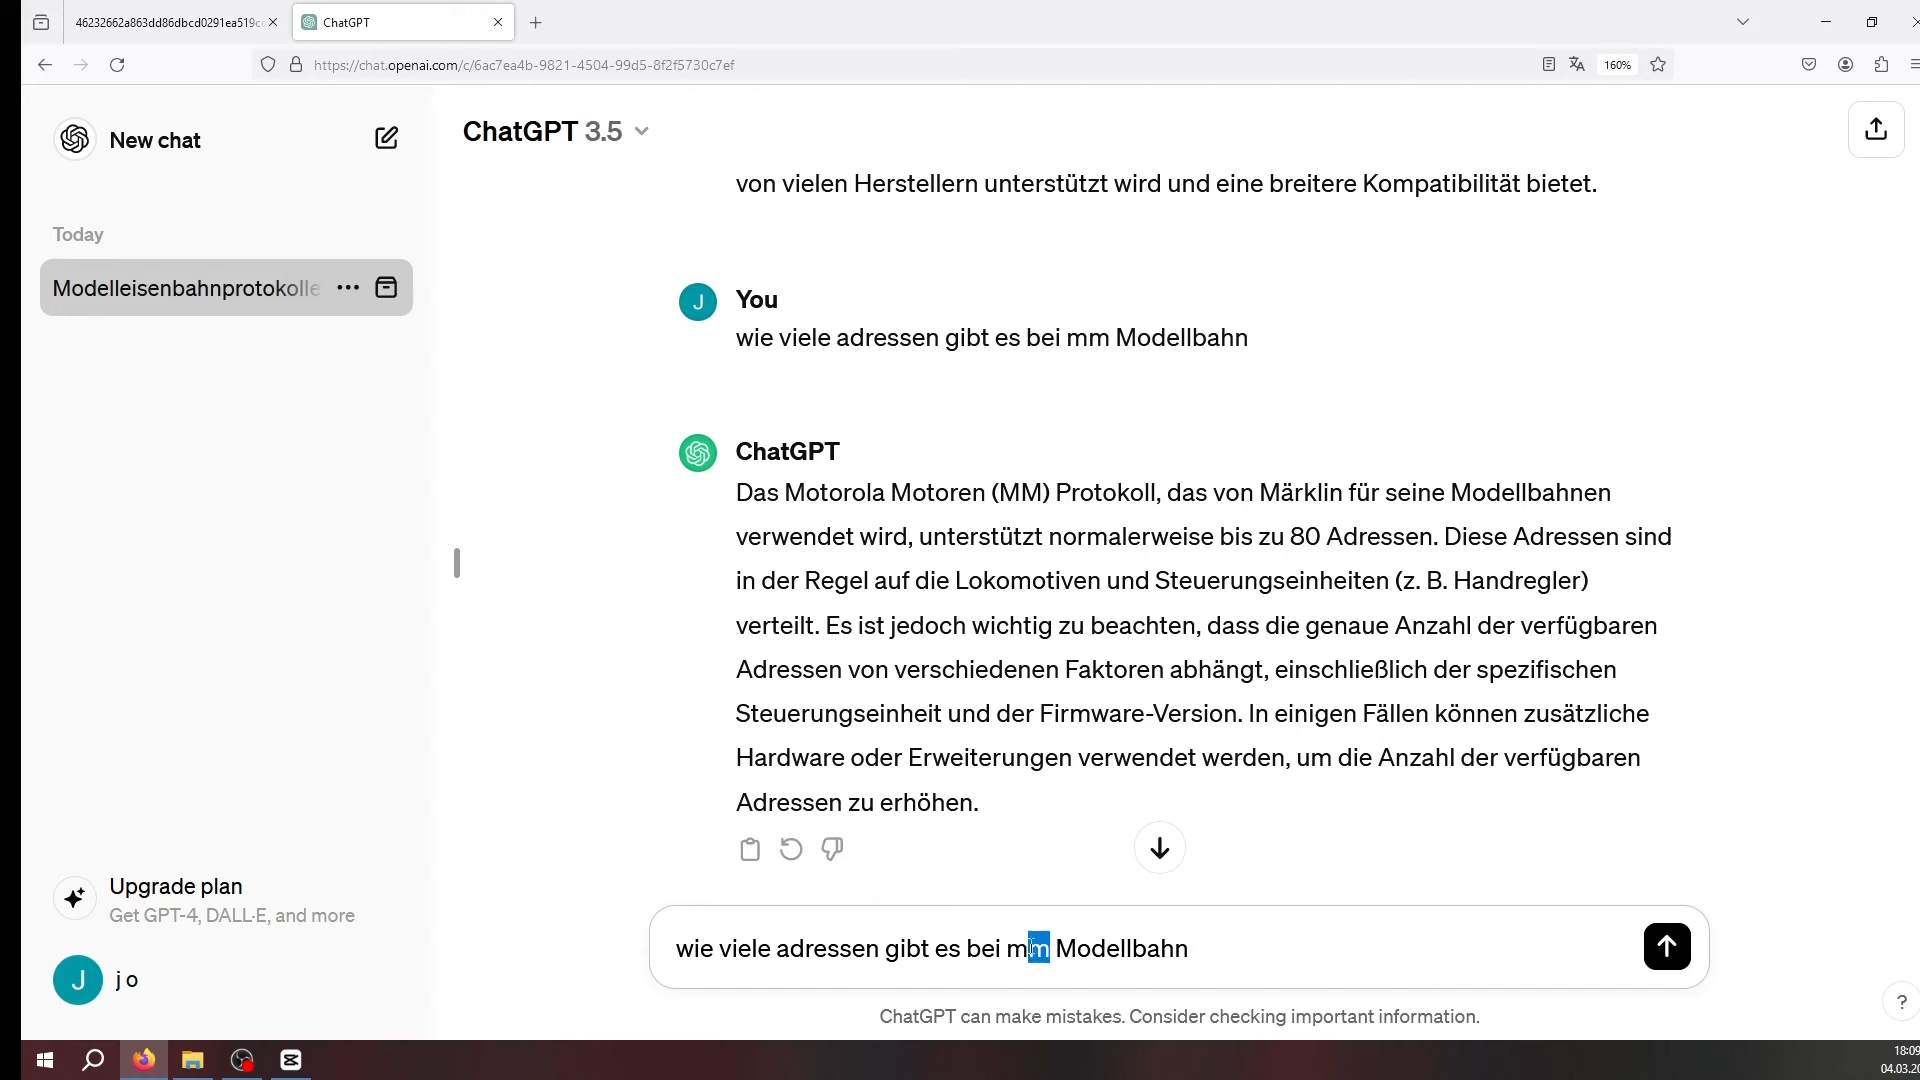 46232662a863dd86dbcd0291ea519c
ChatGPT
https://chat.openai.com/c/6ac7ea4b-9821-4504-99d5-8f2f5730c7ef
160%
New chat
Today
Modelleisenbahnprotokolle
ChatGPT 3.5
von vielen Herstellern unterstützt wird und eine breitere Kompatibilität bietet.
J
You
wie viele adressen gibt es bei mm Modellbahn
ChatGPT
Das Motorola Motoren (MM) Protokoll, das von Märklin für seine Modellbahnen
verwendet wird, unterstützt normalerweise bis zu 80 Adressen. Diese Adressen sind
in der Regel auf die Lokomotiven und Steuerungseinheiten (z. B. Handregler)
verteilt. Es ist jedoch wichtig zu beachten, dass die genaue Anzahl der verfügbaren
Adressen von verschiedenen Faktoren abhängt, einschließlich der spezifischen
Steuerungseinheit und der Firmware-Version. In einigen Fällen können zusätzliche
Hardware oder Erweiterungen verwendet werden, um die Anzahl der verfügbaren
Adressen zu erhöhen.
Upgrade plan
Get GPT-4, DALL·E, and more
J
j o
wie viele adressen gibt es bei mm Modellbahn
ChatGPT can make mistakes. Consider checking important information.
?
18:09
04.03.20